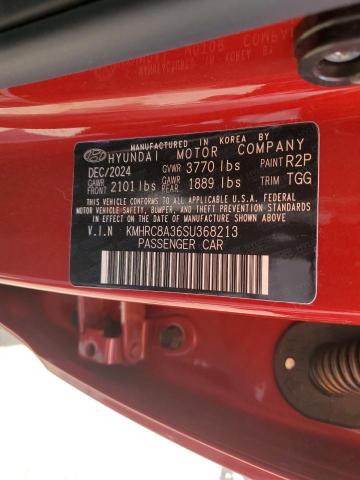 MANUFACTURED IN KOREA BY
HYUNDAI MOTOR COMPANY
DEC/2024 GVWR 3770 lbs PAINT R2P
GAWR FRONT 2101 lbs GAWR REAR 1889 lbs TRIM TGG
THIS VEHICLE CONFORMS TO ALL APPLICABLE U.S. FEDERAL
MOTOR VEHICLE SAFETY, BUMPER, AND THEFT PREVENTION STANDARDS
IN EFFECT ON THE DATE OF MANUFACTURE SHOWN ABOVE.
V.I.N KMHRC8A36SU368213
PASSENGER CAR